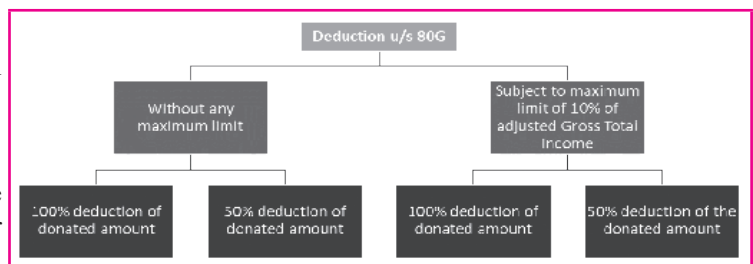 Deduction u/s 80G
Without any
maximum limit
Subject to maximum
limit of 10% of
adjusted Gross Total
Income
100% deduction of
donated amount
50% deduction of
donated amount
100% deduction of
donated amount
50% deduction of the
donated amount